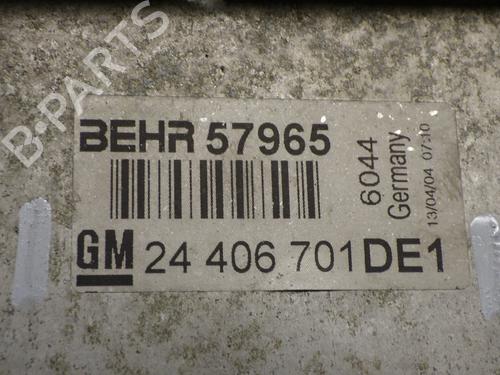 B-PARTS
BEHR 57965
6044
Germany
13/04/04 07:10
GM 24 406 701 DE1